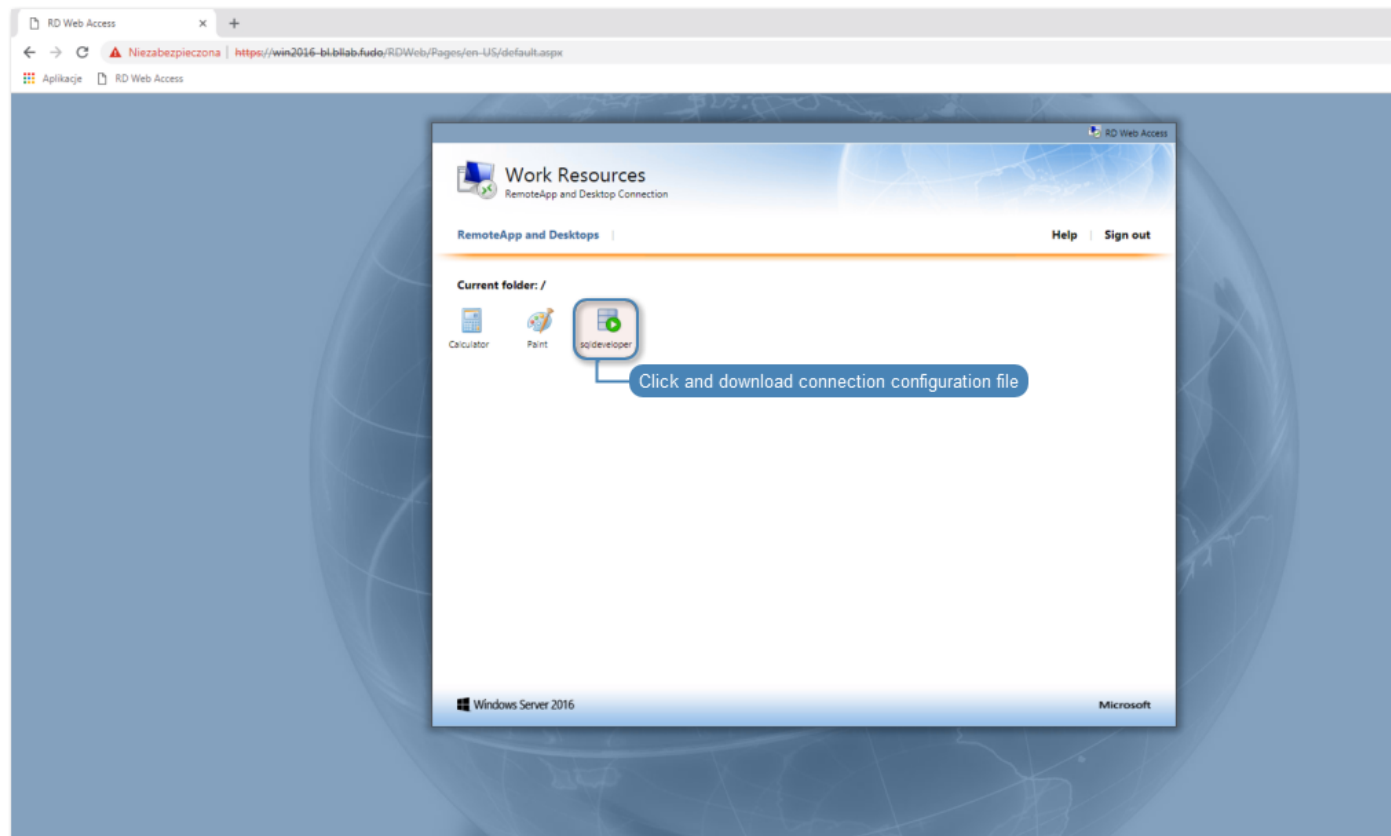 RD Web Access
Niezabezpieczona | https://win2016-bl.bllab.fudo/RDWeb/Pages/en-US/default.aspx
Aplikacje RD Web Access
RD Web Access
Work Resources
RemoteApp and Desktop Connection
RemoteApp and Desktops | Help | Sign out
Current folder: /
Calculator Paint sqldeveloper
Click and download connection configuration file
Windows Server 2016 Microsoft